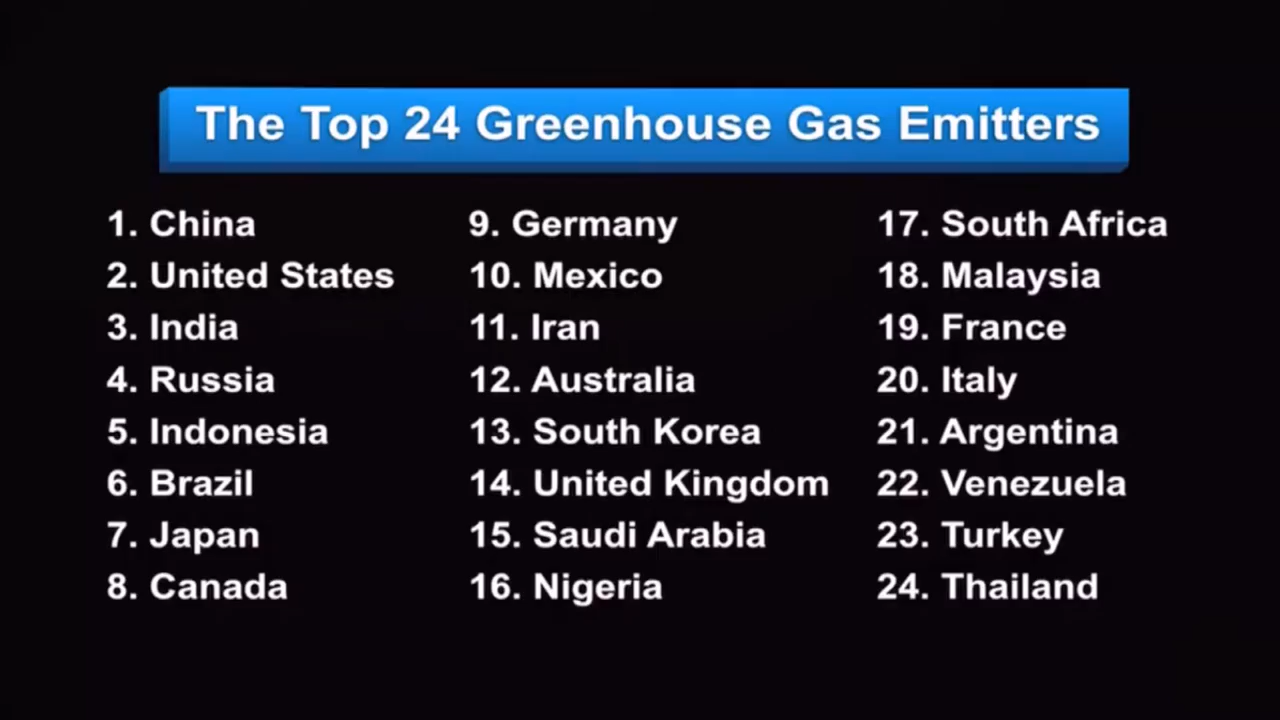 The Top 24 Greenhouse Gas Emitters
1. China
2. United States
3. India
4. Russia
5. Indonesia
6. Brazil
7. Japan
8. Canada
9. Germany
10. Mexico
11. Iran
12. Australia
13. South Korea
14. United Kingdom
15. Saudi Arabia
16. Nigeria
17. South Africa
18. Malaysia
19. France
20. Italy
21. Argentina
22. Venezuela
23. Turkey
24. Thailand